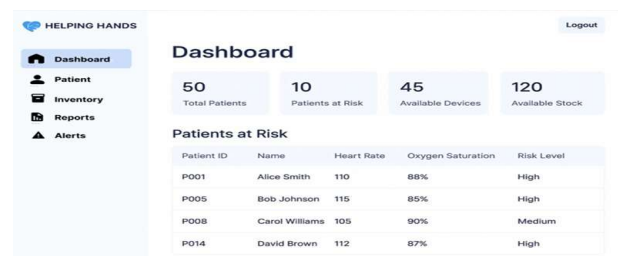 HELPING HANDS
Logout
Dashboard
Patient
Inventory
Reports
Alerts
Dashboard
50 10 45 120
Total Patients Patients at Risk Available Devices Available Stock
Patients at Risk
Patient ID Name Heart Rate Oxygen Saturation Risk Level
P001 Alice Smith 110 88% High
P005 Bob Johnson 115 85% High
P008 Carol Williams 105 90% Medium
P014 David Brown 112 87% High